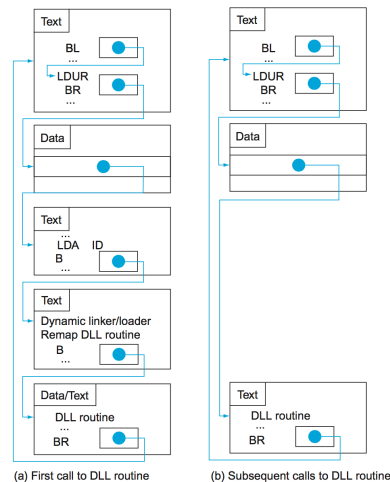 Text
BL
...
LDUR
BR
...
Data
Text
...
LDA ID
B
...
Text
Dynamic linker/loader
Remap DLL routine
B
...
Data/Text
DLL routine
...
BR
(a) First call to DLL routine
Text
BL
...
LDUR
BR
...
Data
Text
DLL routine
...
BR
(b) Subsequent calls to DLL routine